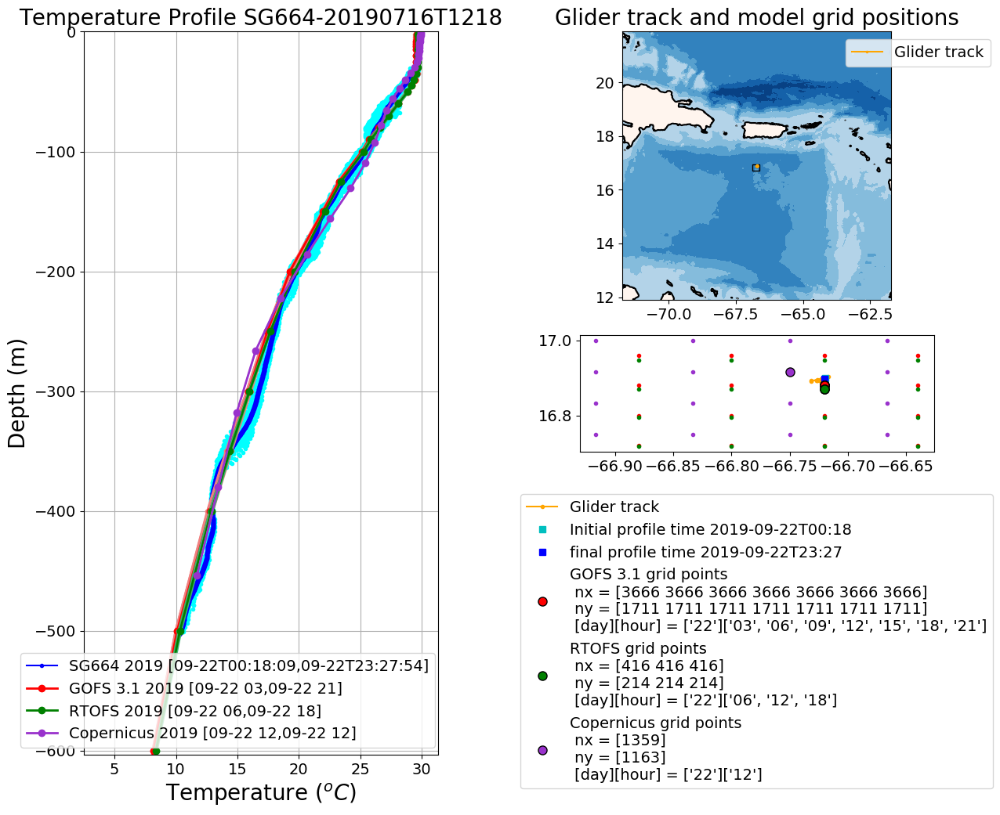 Temperature Profile SG664-20190716T1218
0
−100
−200
−300
−400
−500
−600
Depth (m)
5
10
15
20
25
30
Temperature (°C)
SG664 2019 [09-22T00:18:09,09-22T23:27:54]
GOFS 3.1 2019 [09-22 03,09-22 21]
RTOFS 2019 [09-22 06,09-22 18]
Copernicus 2019 [09-22 12,09-22 12]
Glider track and model grid positions
Glider track
20
18
16
14
12
−70.0
−67.5
−65.0
−62.5
17.0
16.8
−66.90
−66.85
−66.80
−66.75
−66.70
−66.65
Glider track
Initial profile time 2019-09-22T00:18
final profile time 2019-09-22T23:27
GOFS 3.1 grid points
nx = [3666 3666 3666 3666 3666 3666 3666]
ny = [1711 1711 1711 1711 1711 1711 1711]
[day][hour] = ['22']['03', '06', '09', '12', '15', '18', '21']
RTOFS grid points
nx = [416 416 416]
ny = [214 214 214]
[day][hour] = ['22']['06', '12', '18']
Copernicus grid points
nx = [1359]
ny = [1163]
[day][hour] = ['22']['12']